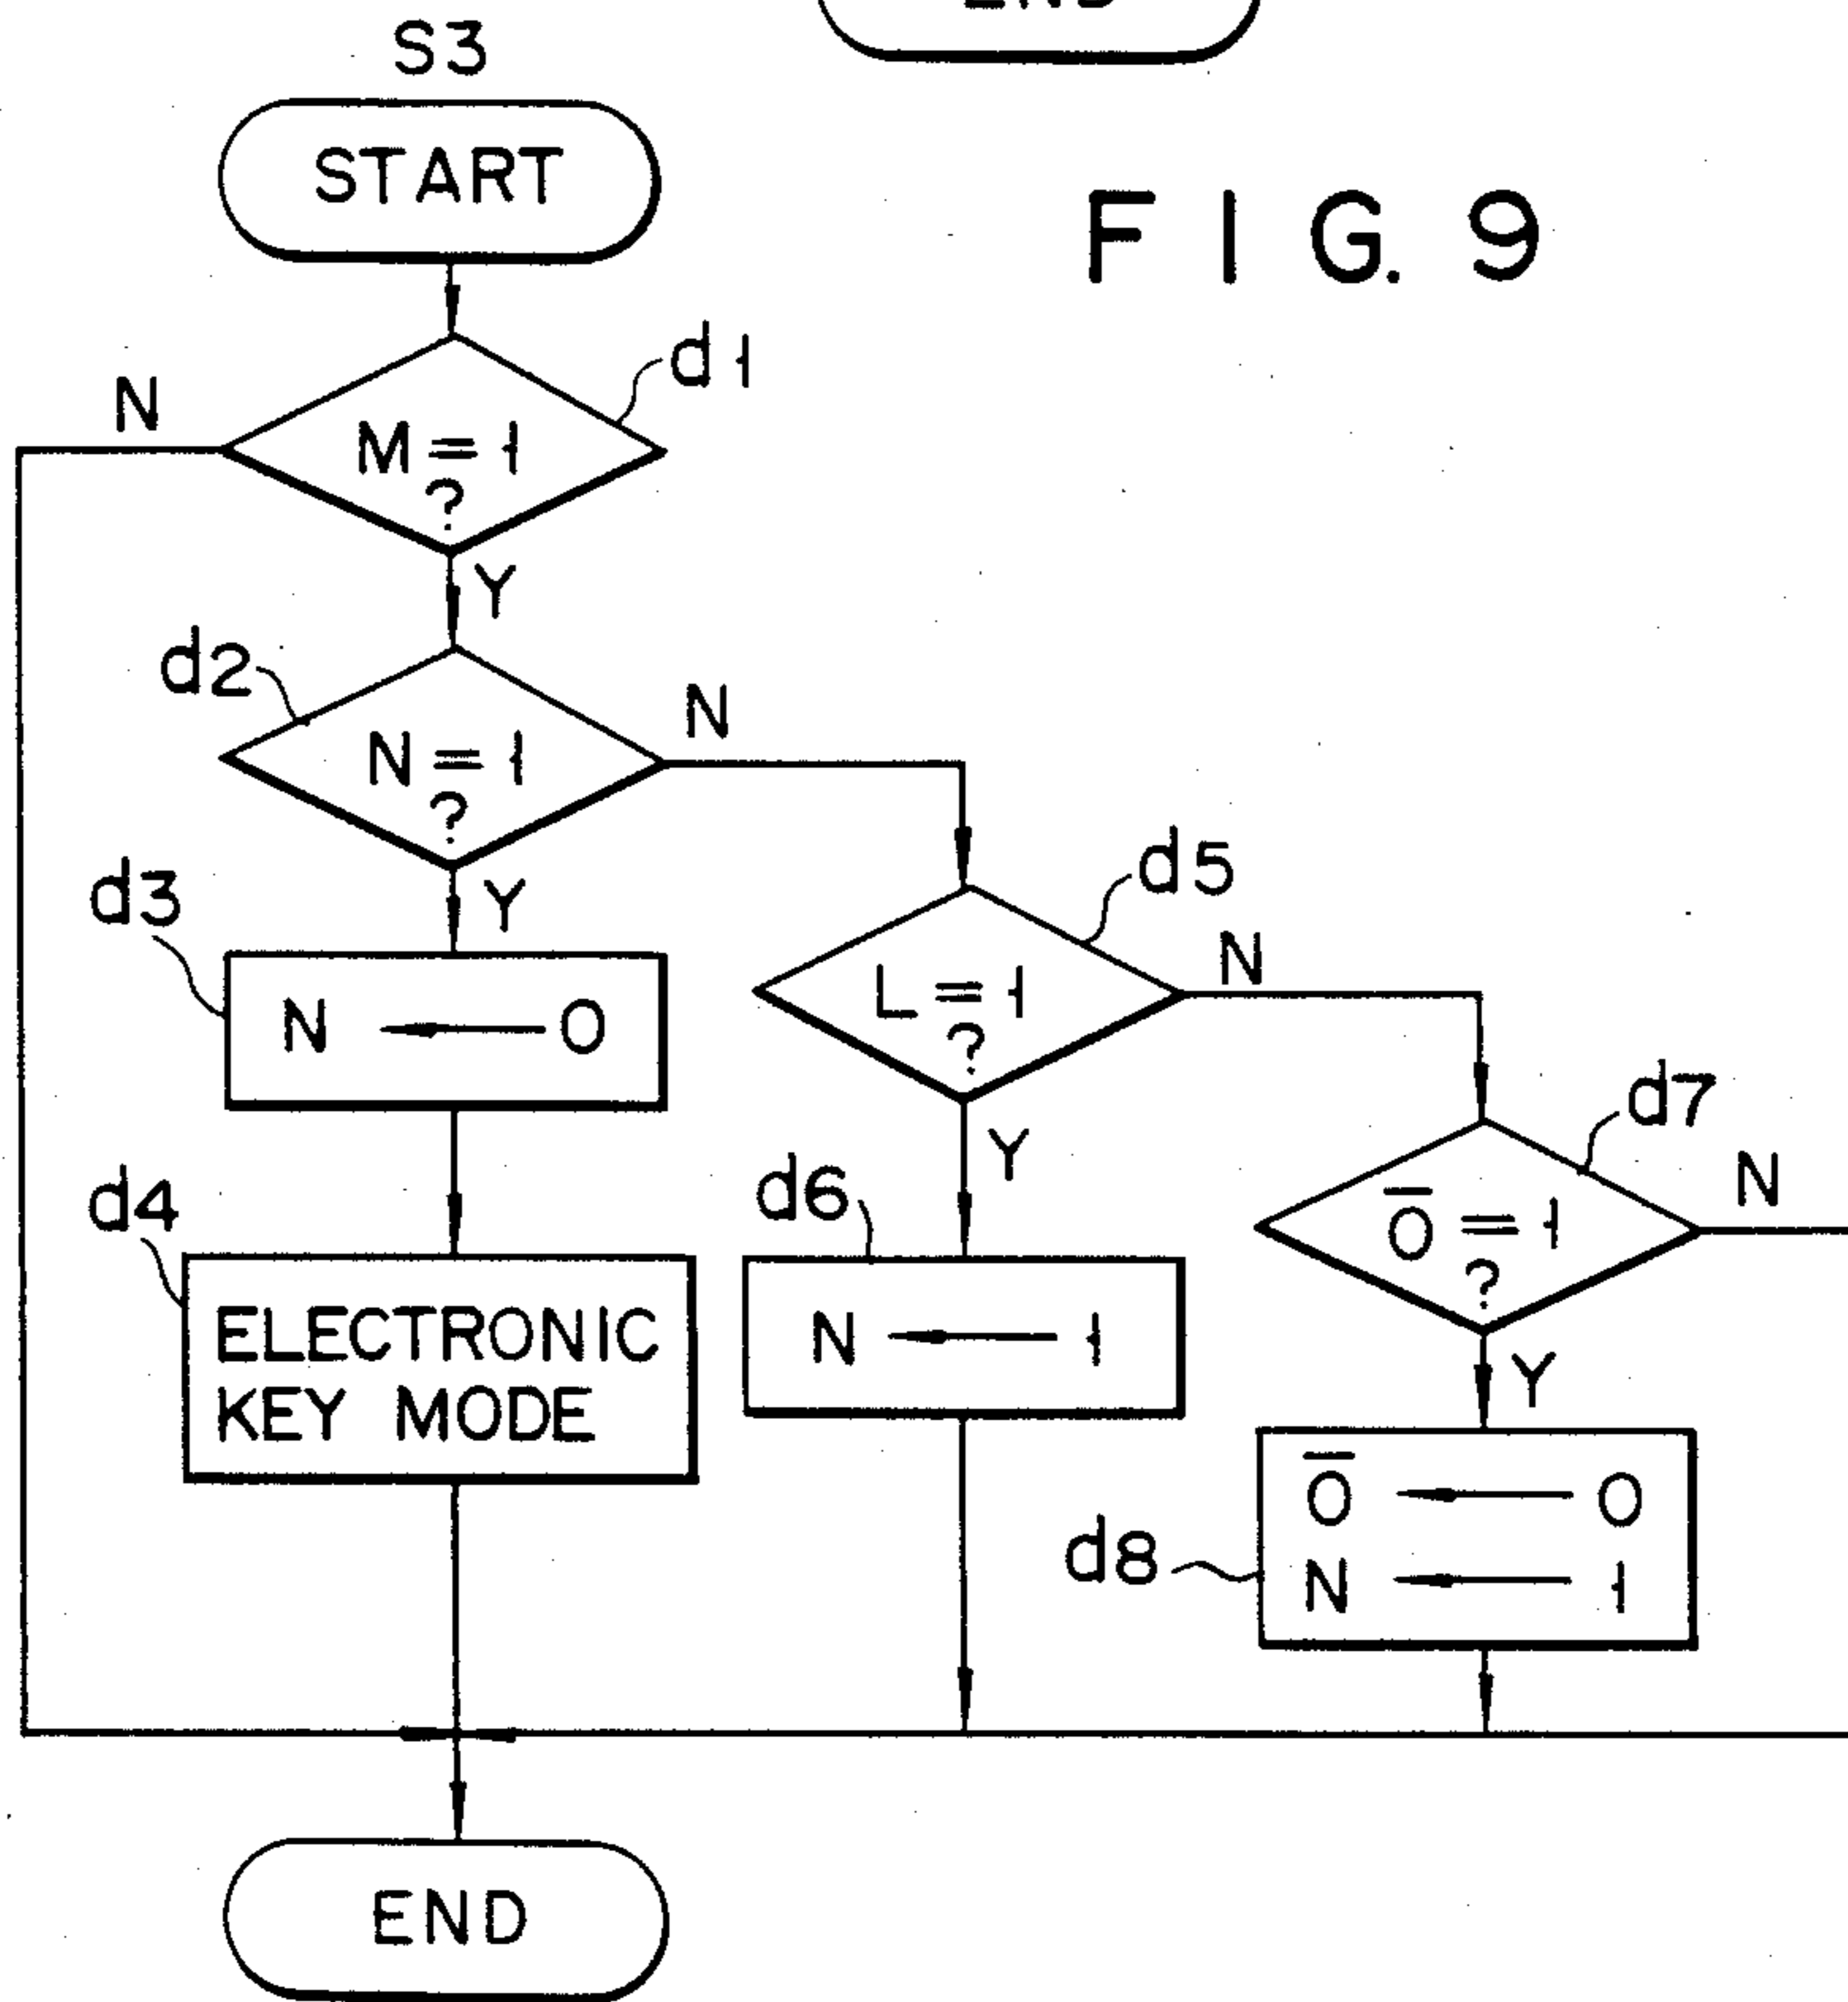 S3
START
FIG. 9
d1
N
M=1
?
Y
d2
N
N=1
?
Y
d3
N ← 0
d4
ELECTRONIC
KEY MODE
d5
N
L=1
?
Y
d6
N ← 1
d7
N
O̅=1
?
Y
d8
O̅ ← 0
N ← 1
END